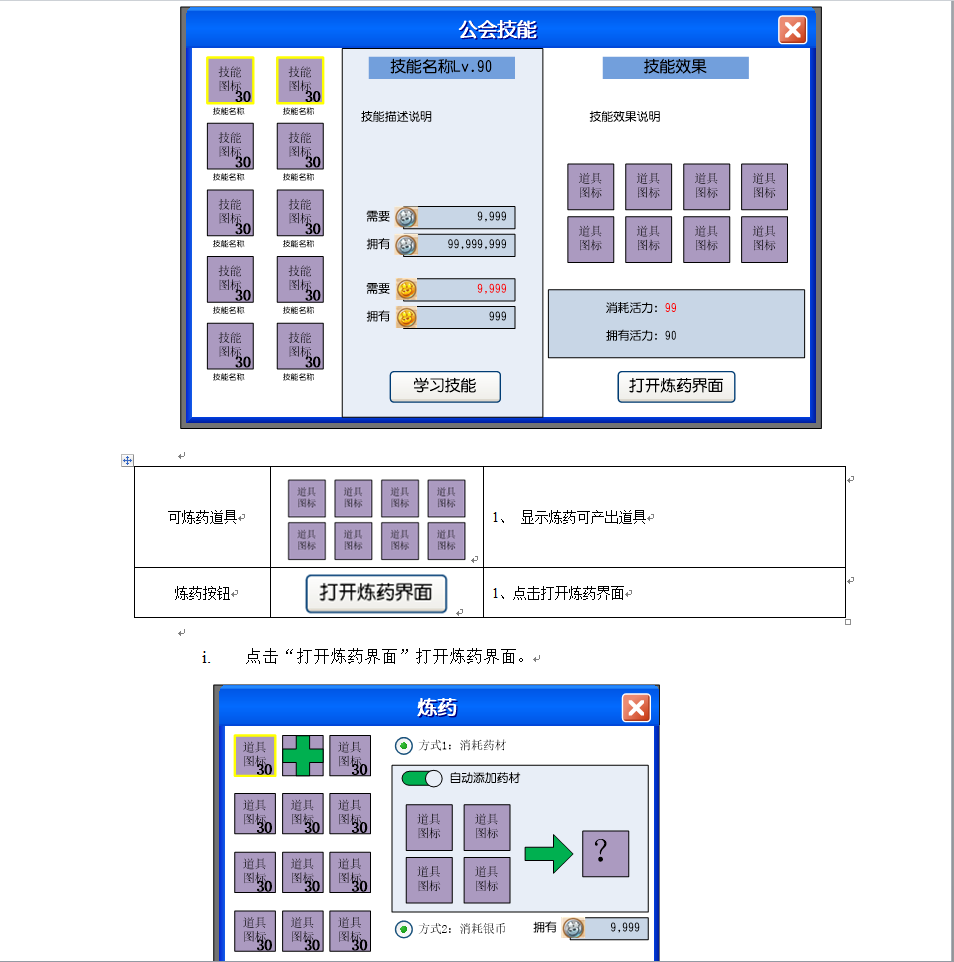 公会技能
技能图标 30 技能图标 30
技能名称 技能名称
技能图标 30 技能图标 30
技能名称 技能名称
技能图标 30 技能图标 30
技能名称 技能名称
技能图标 30 技能图标 30
技能名称 技能名称
技能图标 30 技能图标 30
技能名称 技能名称
技能名称Lv.90
技能描述说明
需要 9,999
拥有 99,999,999
需要 9,999
拥有 999
学习技能
技能效果
技能效果说明
道具图标 道具图标 道具图标 道具图标
道具图标 道具图标 道具图标 道具图标
消耗活力: 99
拥有活力: 90
打开炼药界面
可炼药道具
道具图标 道具图标 道具图标 道具图标
道具图标 道具图标 道具图标 道具图标
1、 显示炼药可产出道具
炼药按钮
打开炼药界面
1、点击打开炼药界面
i. 点击“打开炼药界面”打开炼药界面。
炼药
道具图标 30 道具图标 30
道具图标 30 道具图标 30 道具图标 30
道具图标 30 道具图标 30 道具图标 30
道具图标 30 道具图标 30 道具图标 30
方式1: 消耗药材
自动添加药材
道具图标 道具图标
道具图标 道具图标
?
方式2: 消耗银币 拥有 9,999